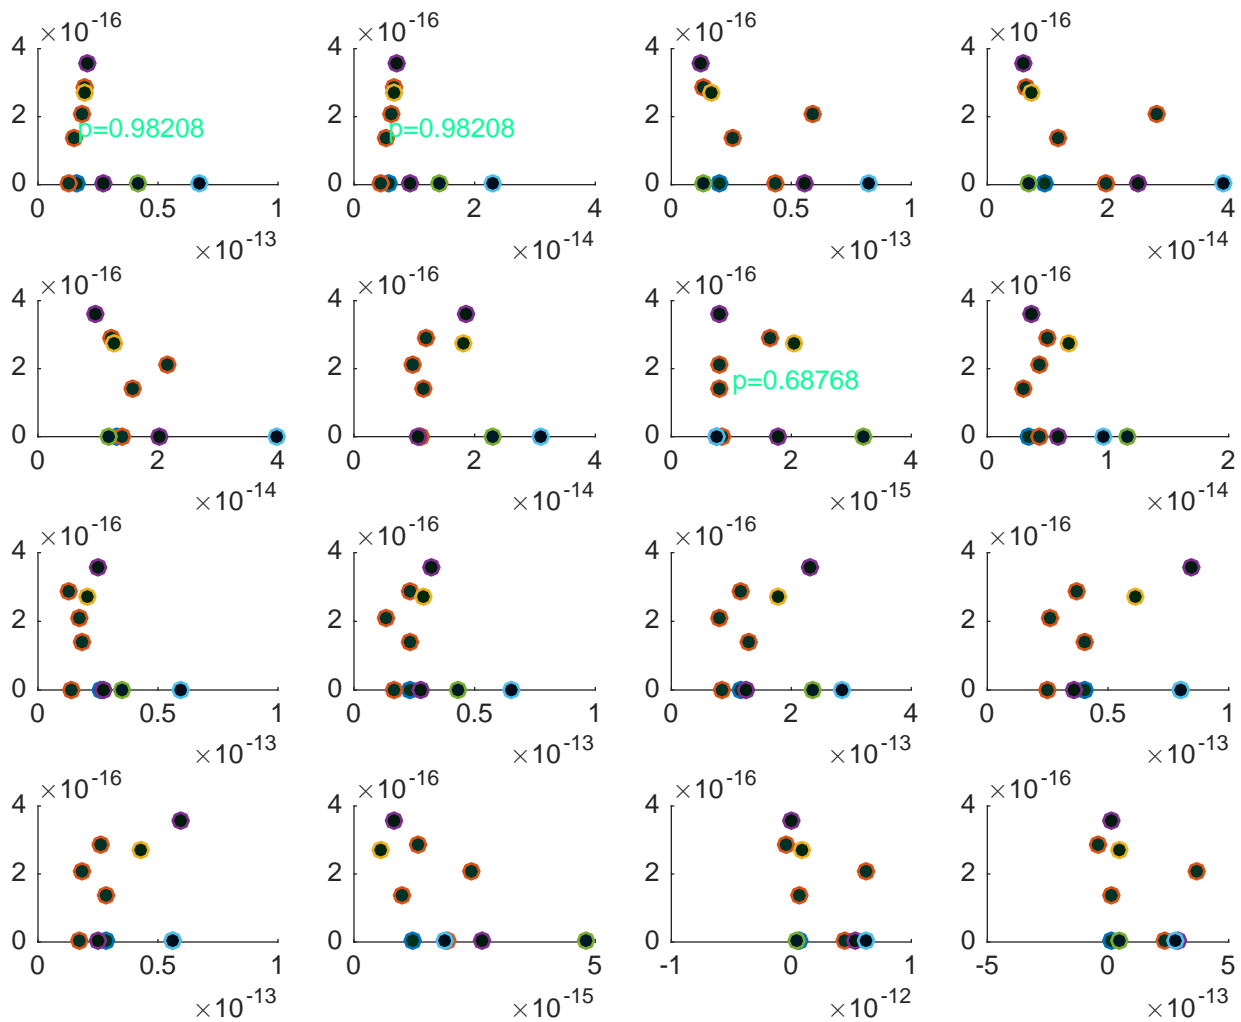 ×10-16 ×10-16 ×10-16 ×10-16
4 4 4 4
2 2 2 2
p=0.98208 p=0.98208
0 0 0 0
0 0.5 1 0 2 4 0 0.5 1 0 2 4
×10-13 ×10-14 ×10-13 ×10-14
×10-16 ×10-16 ×10-16 ×10-16
4 4 4 4
2 2 2 2
p=0.68768
0 0 0 0
0 2 4 0 2 4 0 2 4 0 1 2
×10-14 ×10-14 ×10-15 ×10-14
×10-16 ×10-16 ×10-16 ×10-16
4 4 4 4
2 2 2 2
0 0 0 0
0 0.5 1 0 0.5 1 0 2 4 0 0.5 1
×10-13 ×10-13 ×10-13 ×10-13
×10-16 ×10-16 ×10-16 ×10-16
4 4 4 4
2 2 2 2
0 0 0 0
0 0.5 1 0 5 -1 0 1 -5 0 5
×10-13 ×10-15 ×10-12 ×10-13